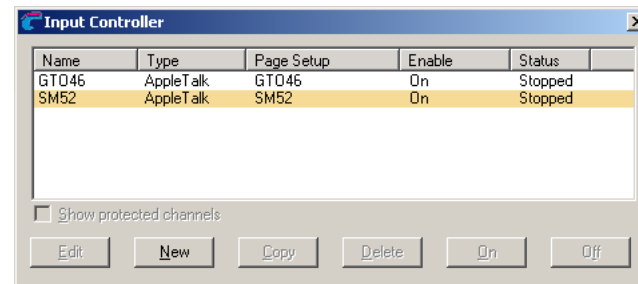 Input Controller
Name Type Page Setup Enable Status
GTO46 AppleTalk GTO46 On Stopped
SM52 AppleTalk SM52 On Stopped
Show protected channels
Edit New Copy Delete On Off